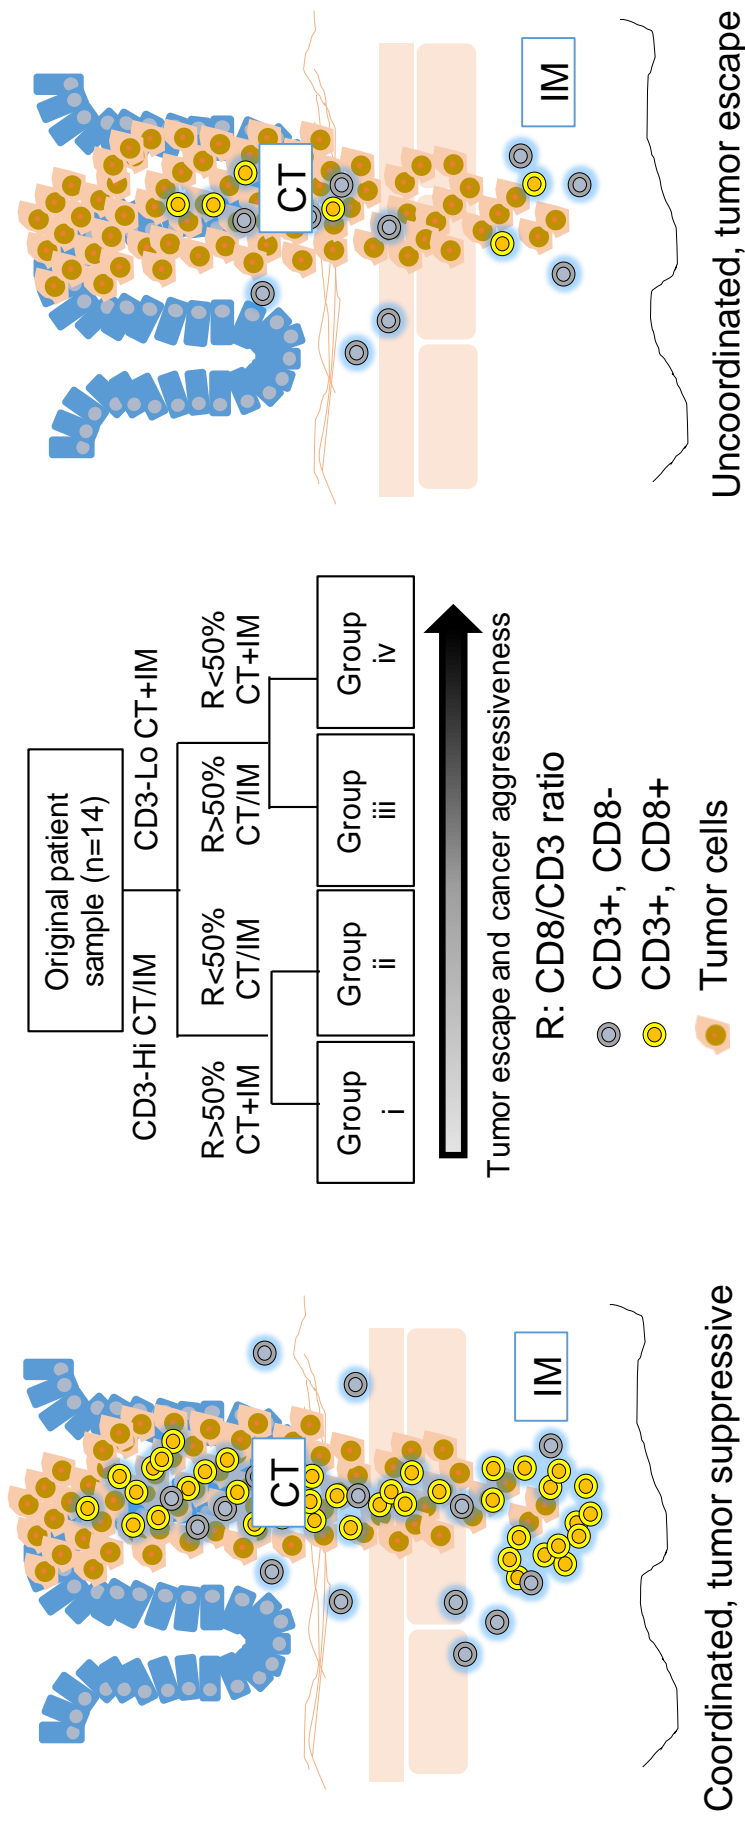 CT
IM
Coordinated, tumor suppressive
Original patient
sample (n=14)
CD3-Hi CT/IM
CD3-Lo CT+IM
R>50%
CT+IM
R<50%
CT/IM
R>50%
CT/IM
R<50%
CT+IM
Group
i
Group
ii
Group
iii
Group
iv
Tumor escape and cancer aggressiveness
R: CD8/CD3 ratio
CD3+, CD8-
CD3+, CD8+
Tumor cells
CT
IM
Uncoordinated, tumor escape